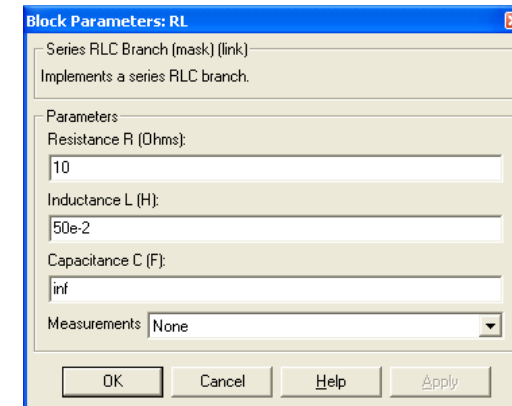 Block Parameters: RL
Series RLC Branch (mask) (link)
Implements a series RLC branch.
Parameters
Resistance R (Ohms):
10
Inductance L (H):
50e-2
Capacitance C (F):
inf
Measurements None
OK Cancel Help Apply